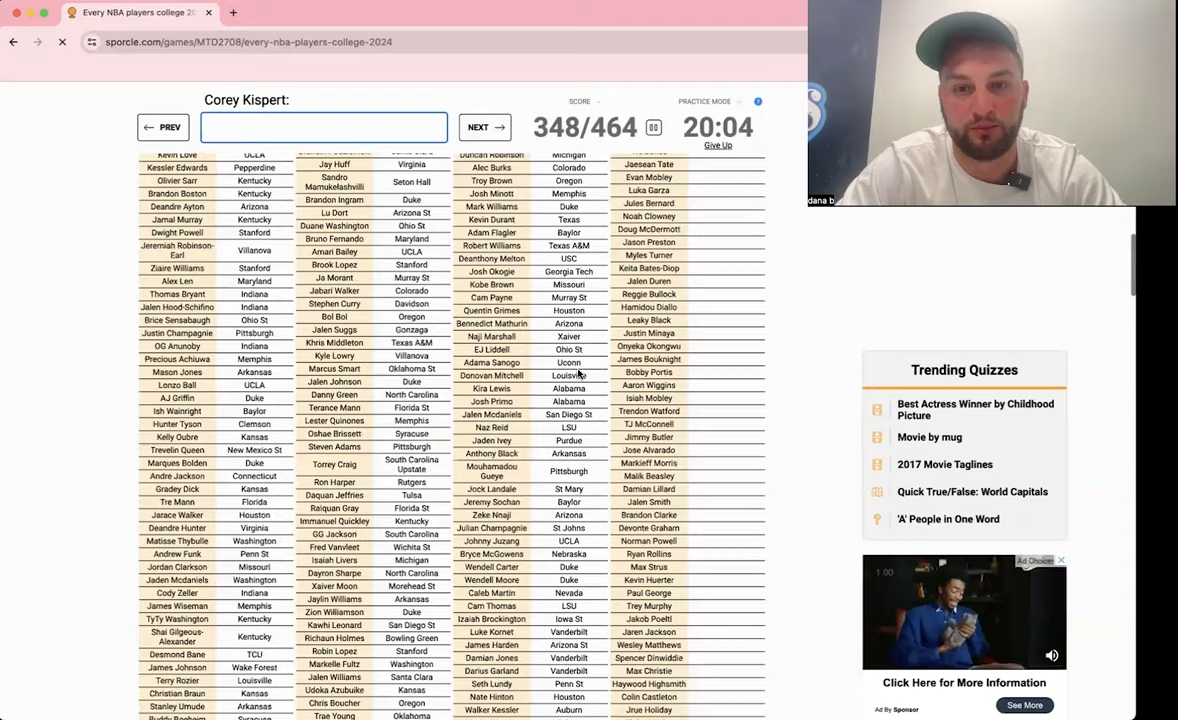 Every NBA players college 20
sporcle.com/games/MTD2708/every-nba-players-college-2024
Corey Kispert:
PREV
NEXT
SCORE
348/464
PRACTICE MODE
20:04
Give Up
dana b
Kevin Love UCLA
Kessler Edwards Pepperdine
Olivier Sarr Kentucky
Brandon Boston Kentucky
Deandre Ayton Arizona
Jamal Murray Kentucky
Dwight Powell Stanford
Jeremiah Robinson-
Earl Villanova
Ziaire Williams Stanford
Alex Len Maryland
Thomas Bryant Indiana
Jalen Hood-Schifino Indiana
Brice Sensabaugh Ohio St
Justin Champagnie Pittsburgh
OG Anunoby Indiana
Precious Achiuwa Memphis
Mason Jones Arkansas
Lonzo Ball UCLA
AJ Griffin Duke
Ish Wainright Baylor
Hunter Tyson Clemson
Kelly Oubre Kansas
Trevelin Queen New Mexico St
Marques Bolden Duke
Andre Jackson Connecticut
Gradey Dick Kansas
Tre Mann Florida
Jarace Walker Houston
Deandre Hunter Virginia
Matisse Thybulle Washington
Andrew Funk Penn St
Jordan Clarkson Missouri
Jaden McDaniels Washington
Cody Zeller Indiana
James Wiseman Memphis
TyTy Washington Kentucky
Shai Gilgeous-
Alexander Kentucky
Desmond Bane TCU
James Johnson Wake Forest
Terry Rozier Louisville
Christian Braun Kansas
Stanley Umude Arkansas
Buddy Boeheim Syracuse
Jay Huff Virginia
Sandro
Mamukelashvili Seton Hall
Brandon Ingram Duke
Lu Dort Arizona St
Duane Washington Ohio St
Bruno Fernando Maryland
Amari Bailey UCLA
Brook Lopez Stanford
Ja Morant Murray St
Jabari Walker Colorado
Stephen Curry Davidson
Bol Bol Oregon
Jalen Suggs Gonzaga
Khris Middleton Texas A&M
Kyle Lowry Villanova
Marcus Smart Oklahoma St
Jalen Johnson Duke
Danny Green North Carolina
Terance Mann Florida St
Lester Quinones Memphis
Oshae Brissett Syracuse
Steven Adams Pittsburgh
Torrey Craig South Carolina
Upstate
Ron Harper Rutgers
Daquan Jeffries Tulsa
Raiquan Gray Florida St
Immanuel Quickley Kentucky
GG Jackson South Carolina
Fred Vanvleet Wichita St
Isaiah Livers Michigan
Dayron Sharpe North Carolina
Xaiver Moon Morehead St
Jaylin Williams Arkansas
Zion Williamson Duke
Kawhi Leonard San Diego St
Richaun Holmes Bowling Green
Robin Lopez Stanford
Markelle Fultz Washington
Jalen Williams Santa Clara
Udoka Azubuike Kansas
Chris Boucher Oregon
Trae Young Oklahoma
Duncan Robinson Michigan
Alec Burks Colorado
Troy Brown Oregon
Josh Minott Memphis
Mark Williams Duke
Kevin Durant Texas
Adam Flagler Baylor
Robert Williams Texas A&M
Deanthony Melton USC
Josh Okogie Georgia Tech
Kobe Brown Missouri
Cam Payne Murray St
Quentin Grimes Houston
Bennedict Mathurin Arizona
Naji Marshall Xaiver
EJ Liddell Ohio St
Adama Sanogo Uconn
Donovan Mitchell Louisville
Kira Lewis Alabama
Josh Primo Alabama
Jalen Mcdaniels San Diego St
Naz Reid LSU
Jaden Ivey Purdue
Anthony Black Arkansas
Mouhamadou
Gueye Pittsburgh
Jock Landale St Mary
Jeremy Sochan Baylor
Zeke Nnaji Arizona
Julian Champagnie St Johns
Johnny Juzang UCLA
Bryce McGowens Nebraska
Wendell Carter Duke
Wendell Moore Duke
Caleb Martin Nevada
Cam Thomas LSU
Izaiah Brockington Iowa St
Luke Kornet Vanderbilt
James Harden Arizona St
Damian Jones Vanderbilt
Darius Garland Vanderbilt
Seth Lundy Penn St
Nate Hinton Houston
Walker Kessler Auburn
Jaesean Tate
Evan Mobley
Luka Garza
Jules Bernard
Noah Clowney
Doug McDermott
Jason Preston
Myles Turner
Keita Bates-Diop
Jalen Duren
Reggie Bullock
Hamidou Diallo
Leaky Black
Justin Minaya
Onyeka Okongwu
James Bouknight
Bobby Portis
Aaron Wiggins
Isiah Mobley
Trendon Watford
TJ McConnell
Jimmy Butler
Jose Alvarado
Markieff Morris
Malik Beasley
Damian Lillard
Jalen Smith
Brandon Clarke
Devonte Graham
Norman Powell
Ryan Rollins
Max Strus
Kevin Huerter
Paul George
Trey Murphy
Jakob Poeltl
Jaren Jackson
Wesley Matthews
Spencer Dinwiddie
Max Christie
Haywood Highsmith
Colin Castleton
Jrue Holiday
Trending Quizzes
Best Actress Winner by Childhood
Picture
Movie by mug
2017 Movie Taglines
Quick True/False: World Capitals
'A' People in One Word
Ad Choices
1:00
Click Here for More Information
Ad By Sponsor
See More